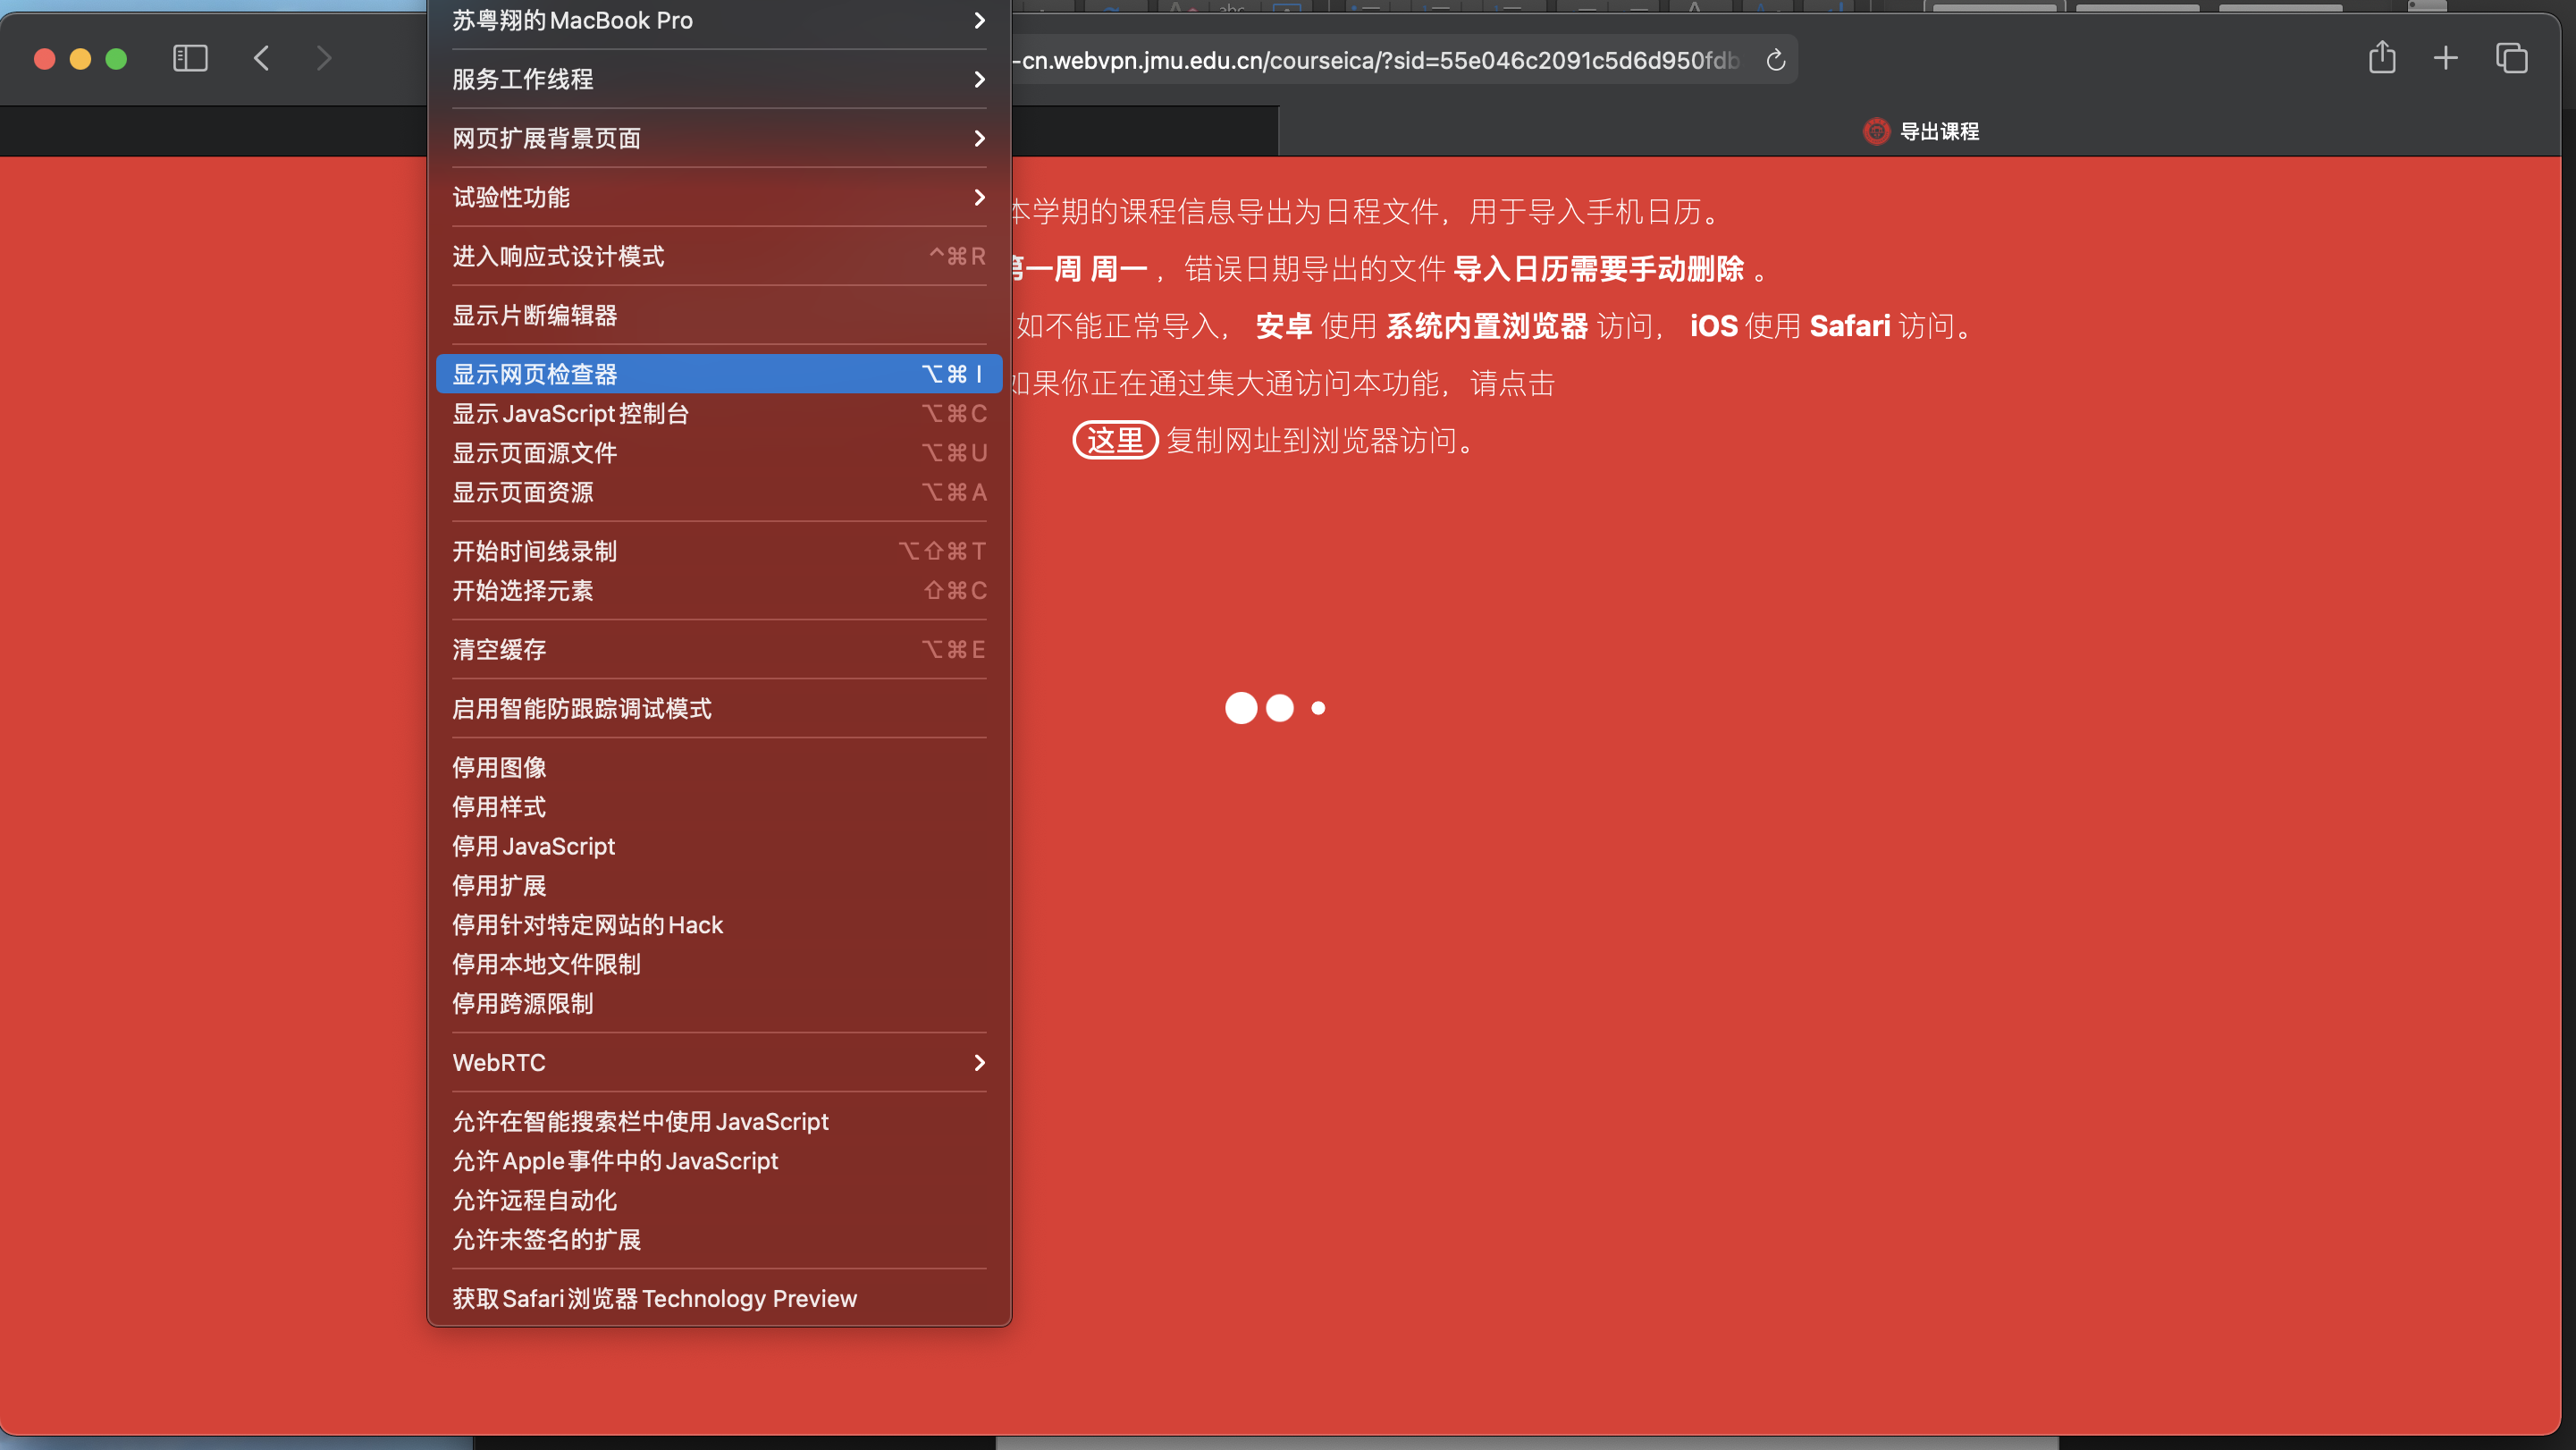 苏粤翔的MacBook Pro
服务工作线程
网页扩展背景页面
试验性功能
进入响应式设计模式 ^⌘R
显示片断编辑器
显示网页检查器 ⌥⌘I
显示JavaScript控制台 ⌥⌘C
显示页面源文件 ⌥⌘U
显示页面资源 ⌥⌘A
开始时间线录制 ⌥⇧⌘T
开始选择元素 ⇧⌘C
清空缓存 ⌥⌘E
启用智能防跟踪调试模式
停用图像
停用样式
停用JavaScript
停用扩展
停用针对特定网站的Hack
停用本地文件限制
停用跨源限制
WebRTC
允许在智能搜索栏中使用JavaScript
允许Apple事件中的JavaScript
允许远程自动化
允许未签名的扩展
获取Safari浏览器Technology Preview
-cn.webvpn.jmu.edu.cn/courseica/?sid=55e046c2091c5d6d950fdb
导出课程
本学期的课程信息导出为日程文件，用于导入手机日历。
第一周 周一 ，错误日期导出的文件 导入日历需要手动删除 。
如不能正常导入， 安卓 使用 系统内置浏览器 访问， iOS 使用 Safari 访问。
如果你正在通过集大通访问本功能，请点击
这里 复制网址到浏览器访问。